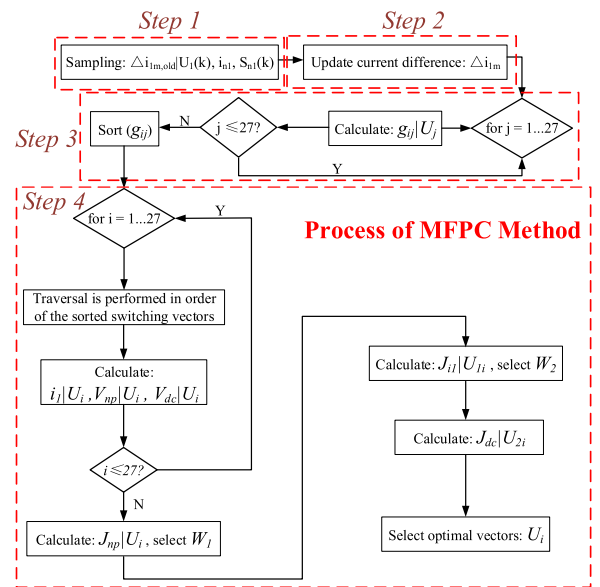 Step 1
Step 2
Sampling: △i1m,old|U1(k), in1, Sn1(k)
Update current difference: △i1m
Step 3
Sort (gij)
N
j ≤27?
Calculate: gij|Uj
for j = 1...27
Y
Step 4
for i = 1...27
Y
Process of MFPC Method
Traversal is performed in order
of the sorted switching vectors
Calculate:
i1|Ui ,Vnp|Ui , Vdc|Ui
i≤27?
N
Calculate: Jnp|Ui , select W1
Calculate: Ji1|U1i , select W2
Calculate: Jdc|U2i
Select optimal vectors: Ui